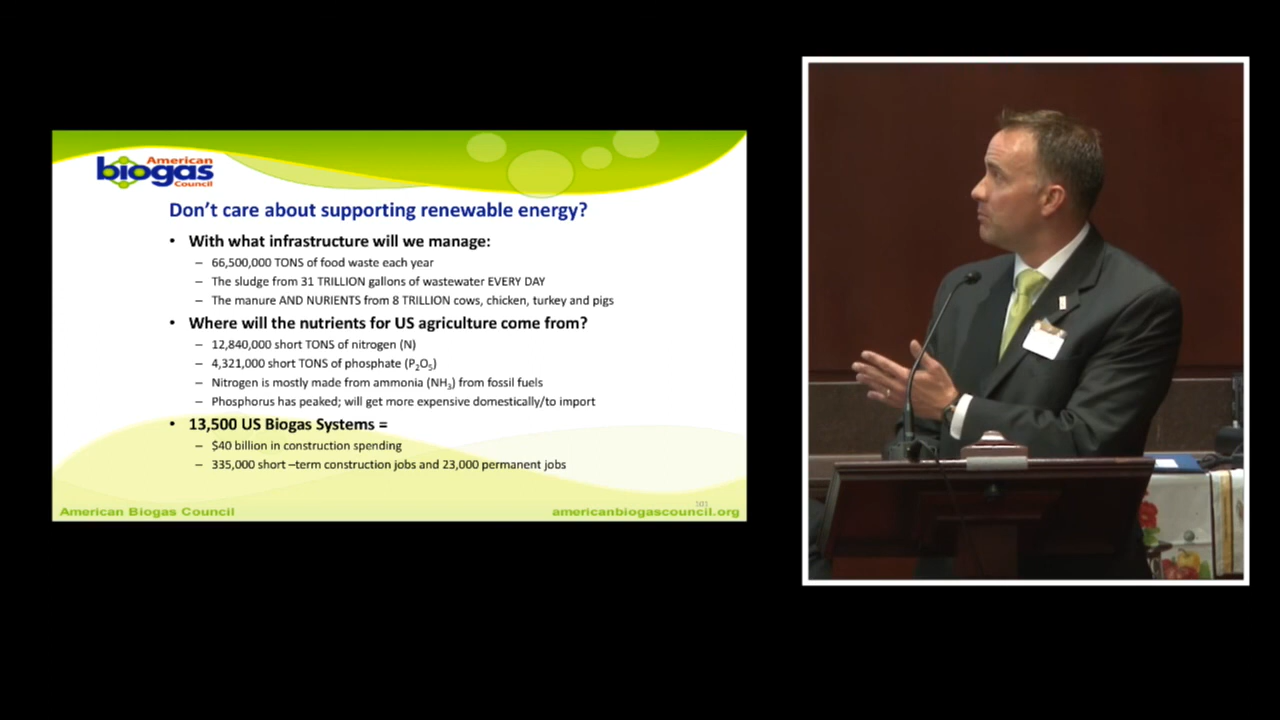 American
biogas
Council
Don't care about supporting renewable energy?
• With what infrastructure will we manage:
– 66,500,000 TONS of food waste each year
– The sludge from 31 TRILLION gallons of wastewater EVERY DAY
– The manure AND NURIENTS from 8 TRILLION cows, chicken, turkey and pigs
• Where will the nutrients for US agriculture come from?
– 12,840,000 short TONS of nitrogen (N)
– 4,321,000 short TONS of phosphate (P₂O₅)
– Nitrogen is mostly made from ammonia (NH₃) from fossil fuels
– Phosphorus has peaked; will get more expensive domestically/to import
• 13,500 US Biogas Systems =
– $40 billion in construction spending
– 335,000 short –term construction jobs and 23,000 permanent jobs
American Biogas Council
americanbiogascouncil.org